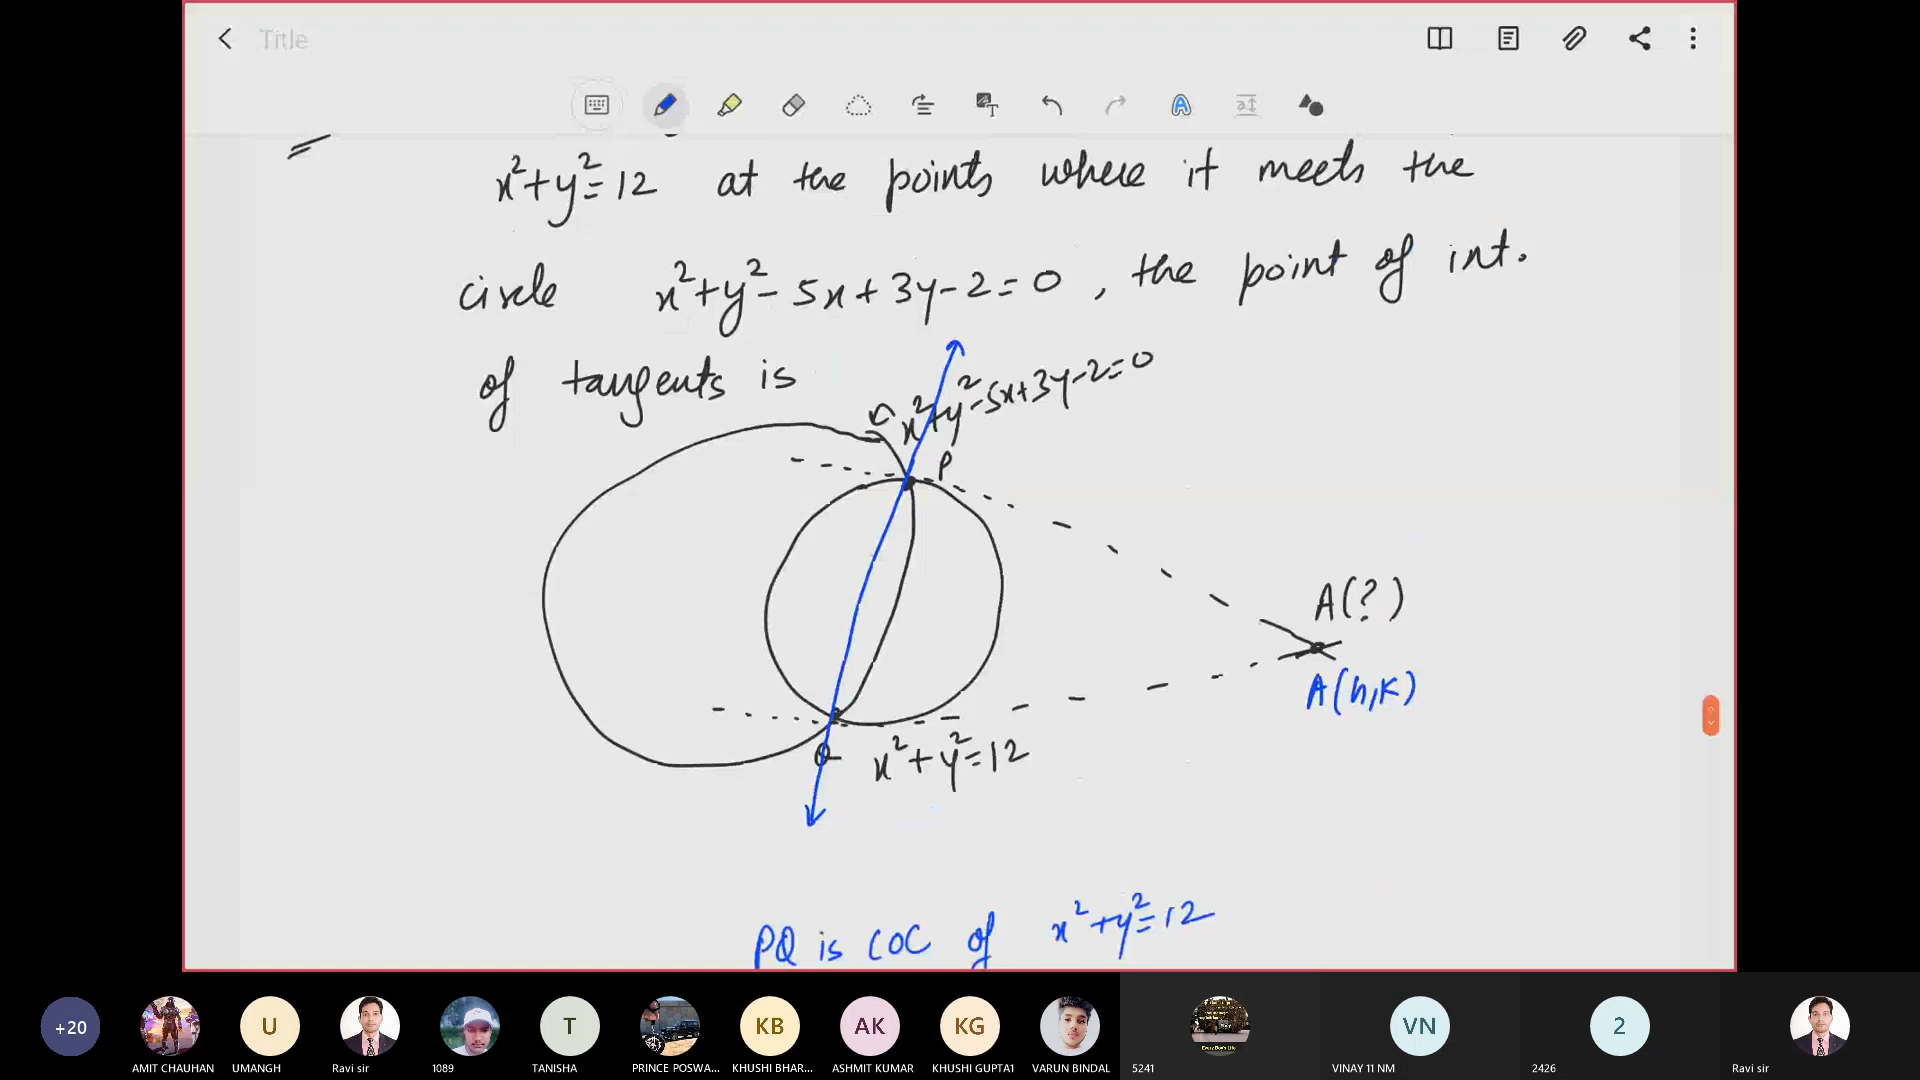 Title
x²+y²=12 at the points where it meets the
circle x²+y²-5x+3y-2=0, the point of int.
of tangents is
x²+y²-5x+3y-2=0
P
A(?)
A(h,K)
Q
x²+y²=12
PQ is COC of x²+y²=12
+20
U
T
KB
AK
KG
VN
2
Every Boy's Life
AMIT CHAUHAN UMANGH Ravi sir 1089 TANISHA PRINCE POSWA... KHUSHI BHAR... ASHMIT KUMAR KHUSHI GUPTA1 VARUN BINDAL 5241 VINAY 11 NM 2426 Ravi sir